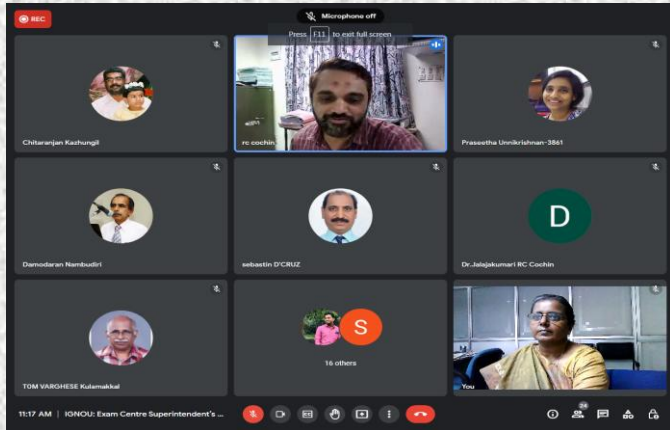 REC
Microphone off
Press F11 to exit full screen
Chitaranjan Kazhungil
rc cochin
Praseetha Unnikrishnan-3861
Damodaran Nambudiri
sebastin D'CRUZ
D
Dr.Jalajakumari RC Cochin
TOM VARGHESE Kulamakkal
S
16 others
You
11:17 AM | IGNOU: Exam Centre Superintendent's ...
24